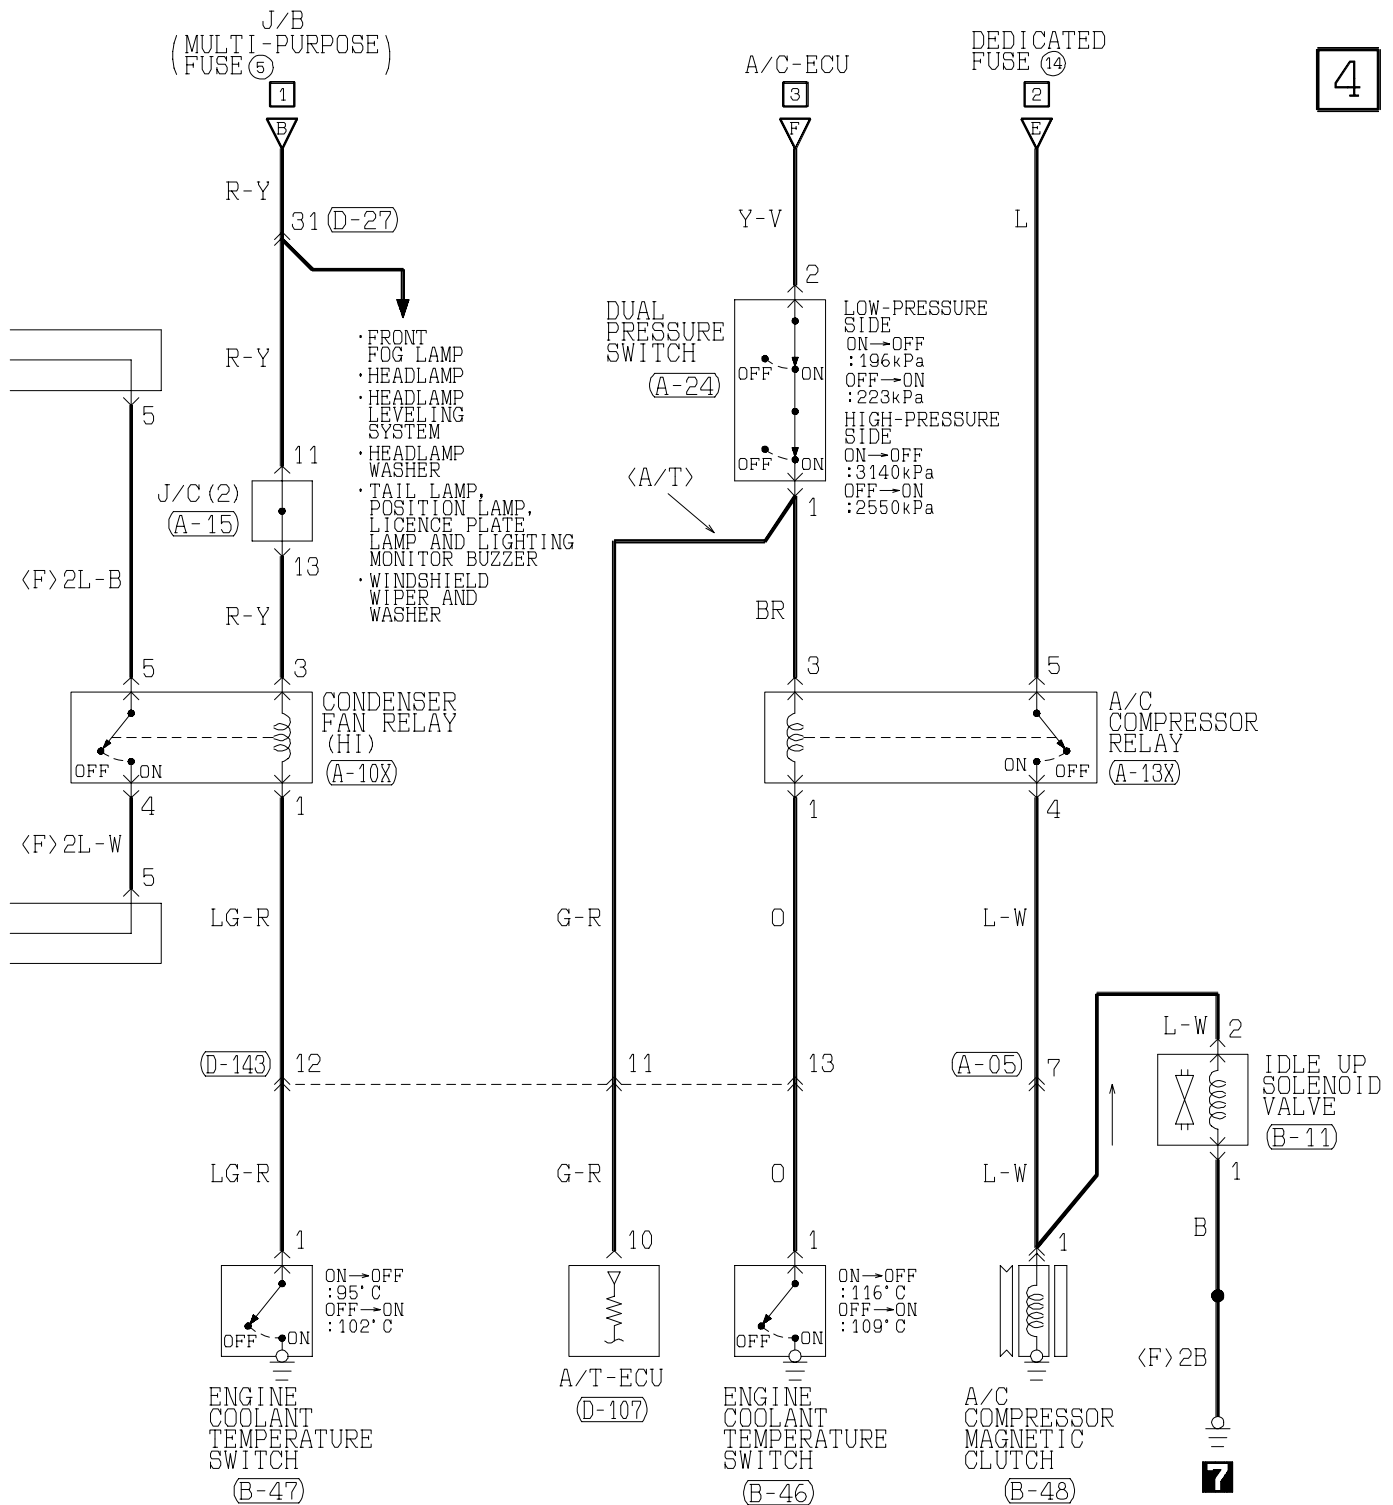 J/B
(MULTI-PURPOSE)
FUSE ⑤
1
B
A/C-ECU
3
F
DEDICATED
FUSE ⑭
2
E
4
R-Y
31 (D-27)
Y-V
L
2
DUAL
PRESSURE
SWITCH
(A-24)
OFF ON
OFF ON
LOW-PRESSURE
SIDE
ON→OFF
:196kPa
OFF→ON
:223kPa
HIGH-PRESSURE
SIDE
ON→OFF
:3140kPa
OFF→ON
:2550kPa
·FRONT
FOG LAMP
·HEADLAMP
·HEADLAMP
LEVELING
SYSTEM
·HEADLAMP
WASHER
·TAIL LAMP,
POSITION LAMP,
LICENCE PLATE
LAMP AND LIGHTING
MONITOR BUZZER
·WINDSHIELD
WIPER AND
WASHER
R-Y
5
11
J/C(2)
(A-15)
13
〈A/T〉
1
〈F〉2L-B
R-Y
BR
5
3
3
5
CONDENSER
FAN RELAY
(HI)
(A-10X)
OFF ON
A/C
COMPRESSOR
RELAY
(A-13X)
ON OFF
4
1
1
4
〈F〉2L-W
5
LG-R
G-R
O
L-W
L-W
2
(D-143) 12
11
13
(A-05) 7
IDLE UP
SOLENOID
VALVE
(B-11)
1
LG-R
G-R
O
L-W
B
1
10
1
1
ON→OFF
:95°C
OFF→ON
:102°C
OFF ON
ON→OFF
:116°C
OFF→ON
:109°C
OFF ON
〈F〉2B
7
ENGINE
COOLANT
TEMPERATURE
SWITCH
(B-47)
A/T-ECU
(D-107)
ENGINE
COOLANT
TEMPERATURE
SWITCH
(B-46)
A/C
COMPRESSOR
MAGNETIC
CLUTCH
(B-48)